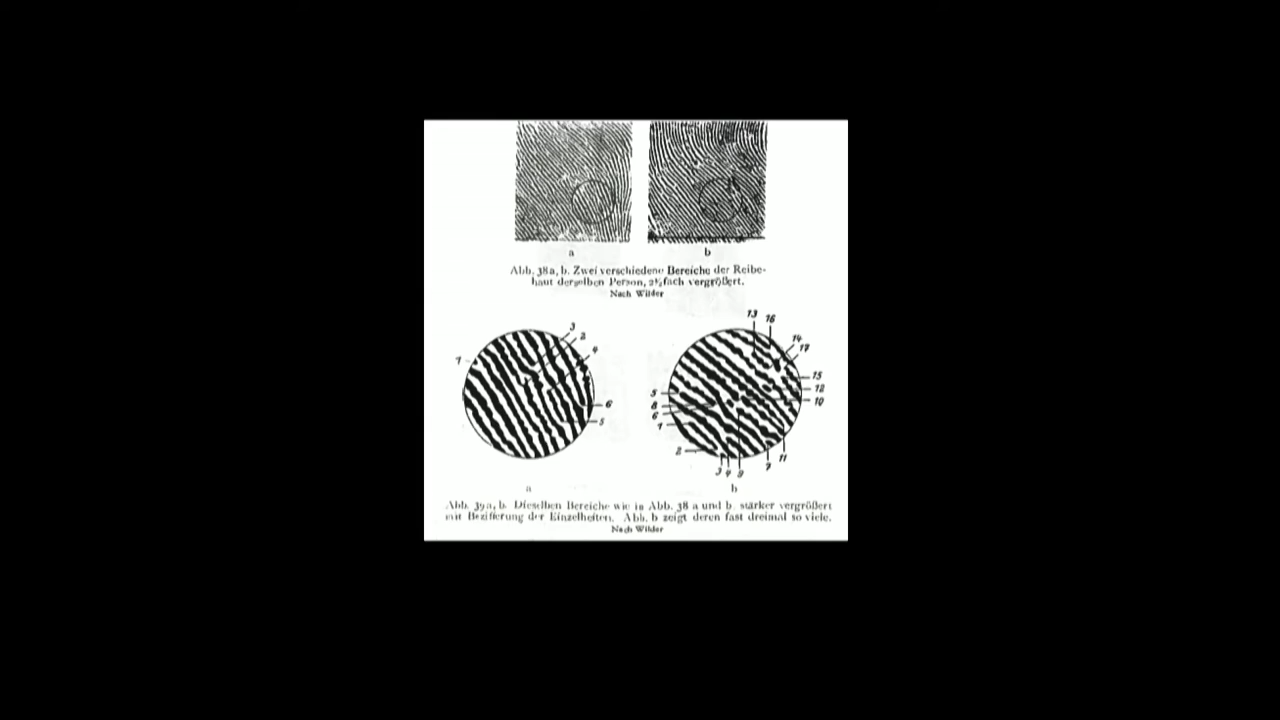 a b
Abb. 38a, b. Zwei verschiedene Bereiche der Reibe-
haut derselben Person, 2½fach vergrößert.
Nach Wilder
13 16
3
2
14
17
4
1
15
12
5
10
8
6
6
1
5
2
11
3 4 9 7
a b
Abb. 39a, b. Dieselben Bereiche wie in Abb. 38 a und b stärker vergrößert
mit Bezifferung der Einzelheiten. Abb. b zeigt deren fast dreimal so viele.
Nach Wilder